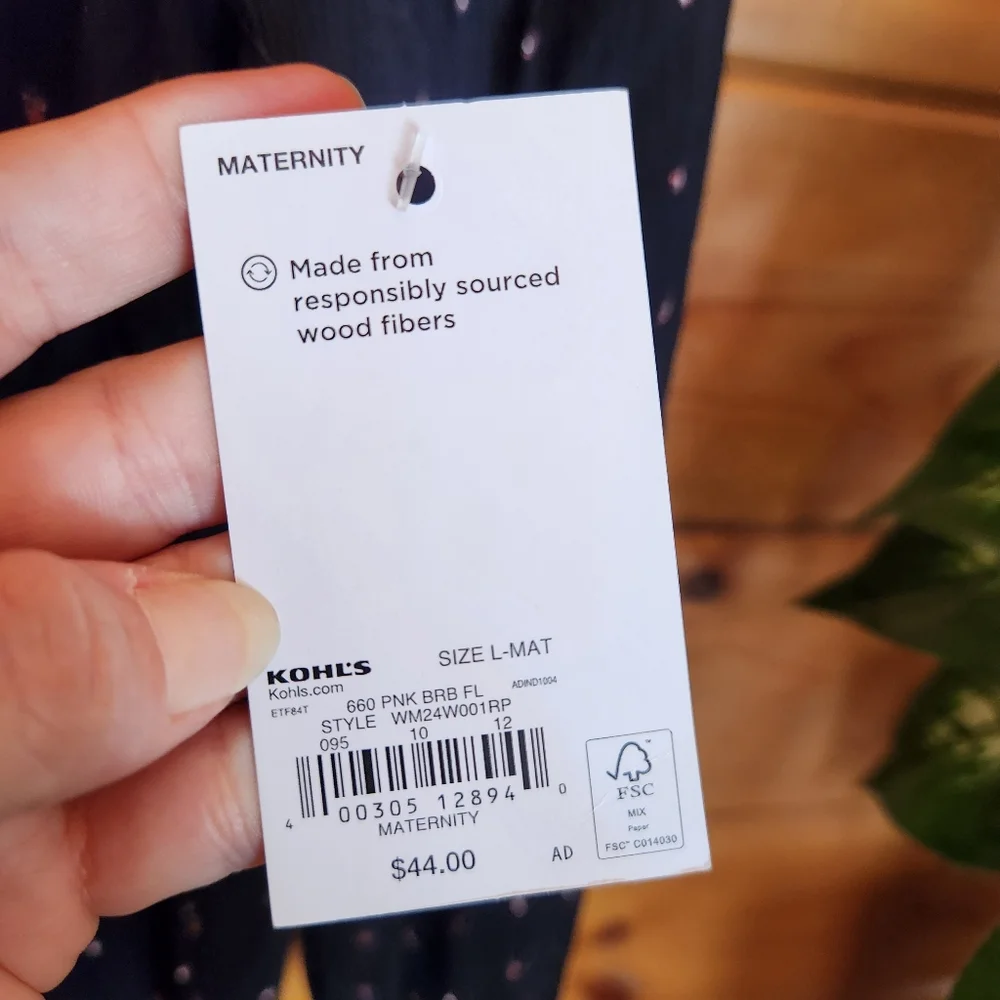 MATERNITY
Made from
responsibly sourced
wood fibers
KOHL'S
SIZE L-MAT
Kohls.com
ETF84T
660 PNK BRB FL
ADIND1004
STYLE WM24W001RP
095 10 12
4 00305 12894 0
MATERNITY
$44.00
AD
FSC
MIX
Paper
FSC™ C014030